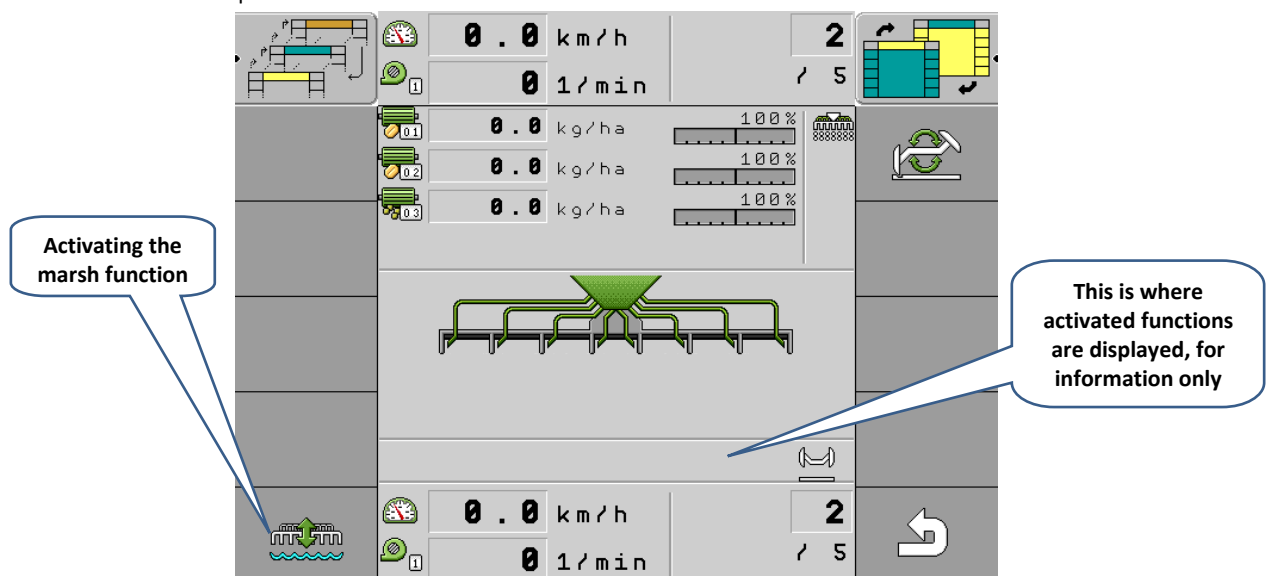 0.0 km/h 2
1 0 1/min / 5
01 0.0 kg/ha 100%
02 0.0 kg/ha 100%
03 0.0 kg/ha 100%
Activating the
marsh function
This is where
activated functions
are displayed, for
information only
0.0 km/h 2
1 0 1/min / 5